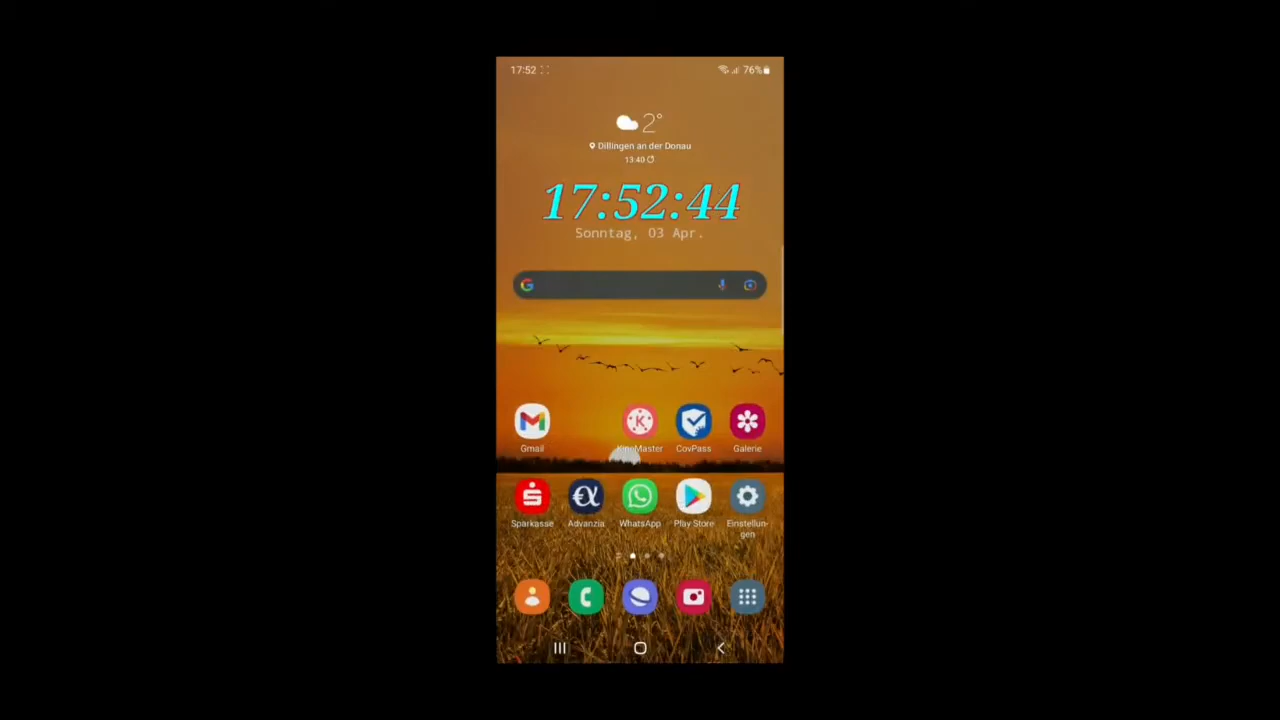 17:52
76%
2°
Dillingen an der Donau
13:40
17:52:44
Sonntag, 03 Apr.
Gmail
KineMaster
CovPass
Galerie
Sparkasse
Advanzia
WhatsApp
Play Store
Einstellun-
gen